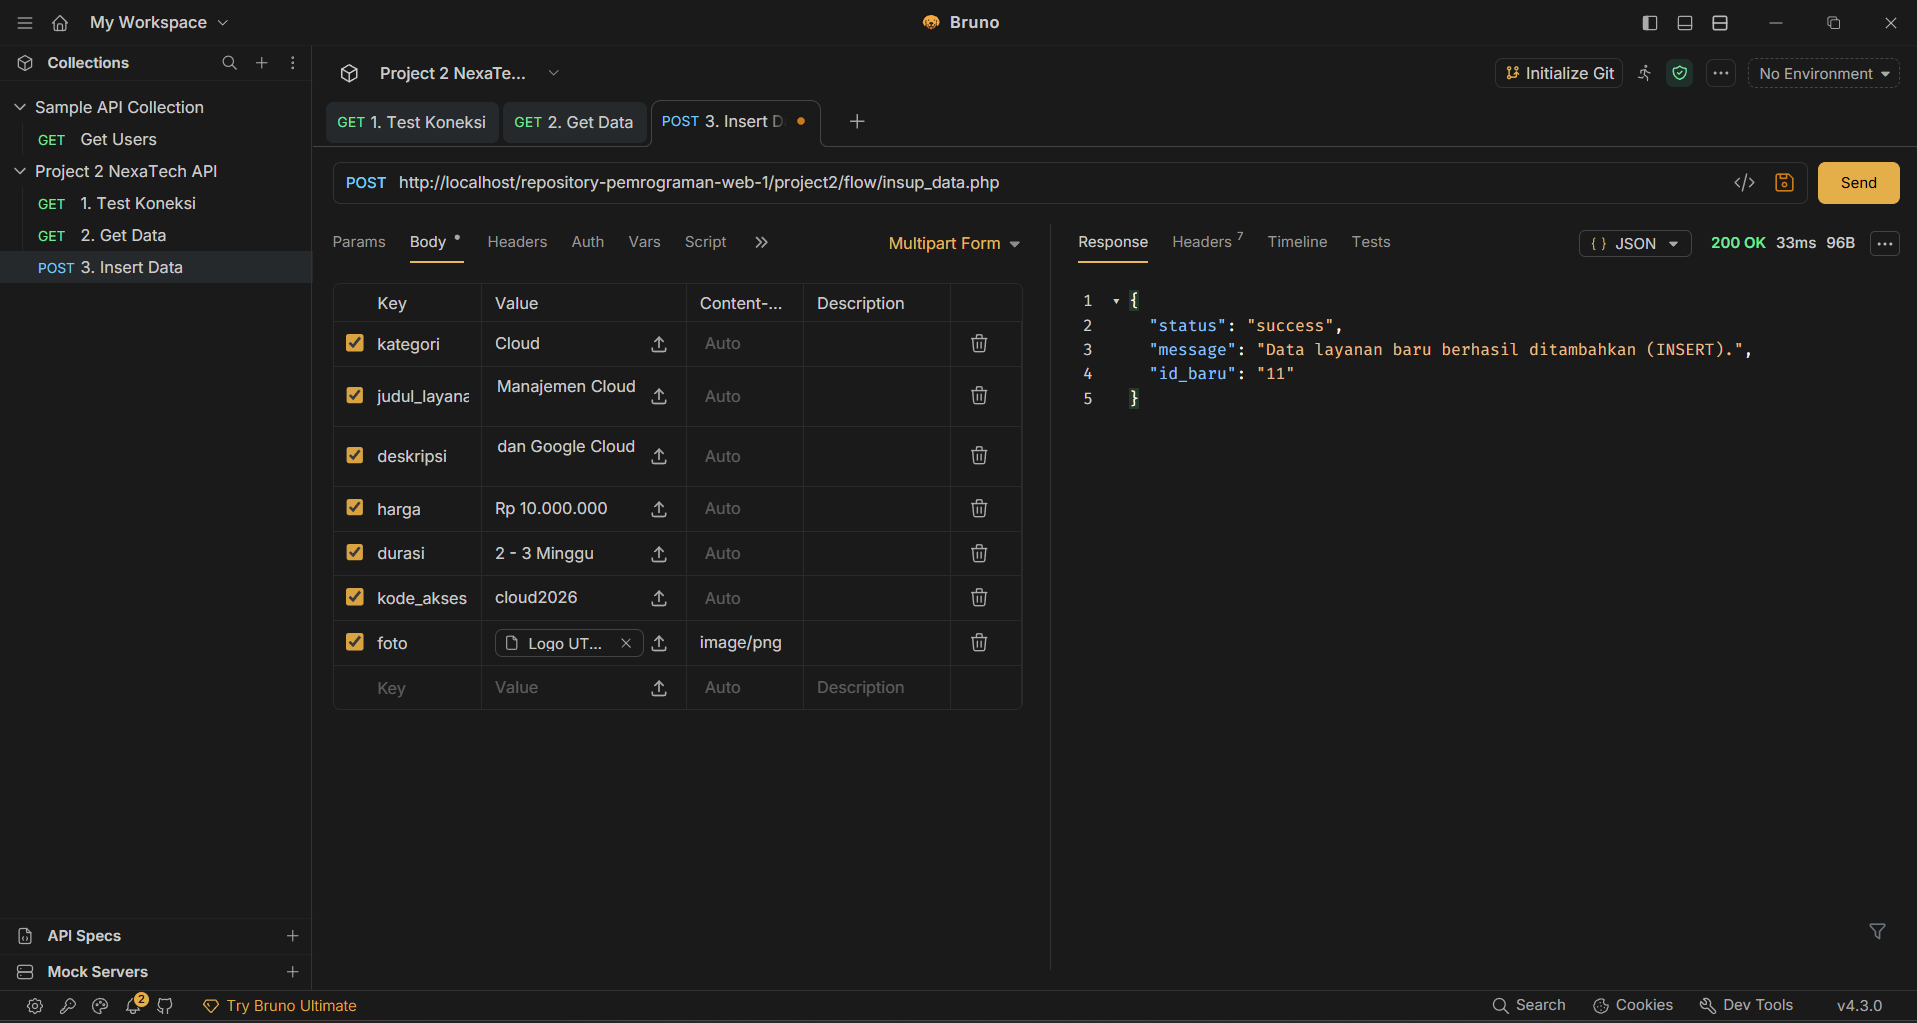 My Workspace
Bruno
Collections
Project 2 NexaTe...
Initialize Git
No Environment
Sample API Collection
GET Get Users
Project 2 NexaTech API
GET 1. Test Koneksi
GET 2. Get Data
POST 3. Insert Data
GET 1. Test Koneksi
GET 2. Get Data
POST 3. Insert D
POST http://localhost/repository-pemrograman-web-1/project2/flow/insup_data.php
</>
Send
Params Body Headers Auth Vars Script
Multipart Form
Key Value Content-... Description
kategori Cloud Auto
judul_layana Manajemen Cloud Auto
deskripsi dan Google Cloud Auto
harga Rp 10.000.000 Auto
durasi 2 - 3 Minggu Auto
kode_akses cloud2026 Auto
foto Logo UT... image/png
Key Value Auto Description
Response Headers 7 Timeline Tests
{ } JSON
200 OK 33ms 96B
1 {
2 "status": "success",
3 "message": "Data layanan baru berhasil ditambahkan (INSERT).",
4 "id_baru": "11"
5 }
API Specs
Mock Servers
2
Try Bruno Ultimate
Search
Cookies
Dev Tools
v4.3.0